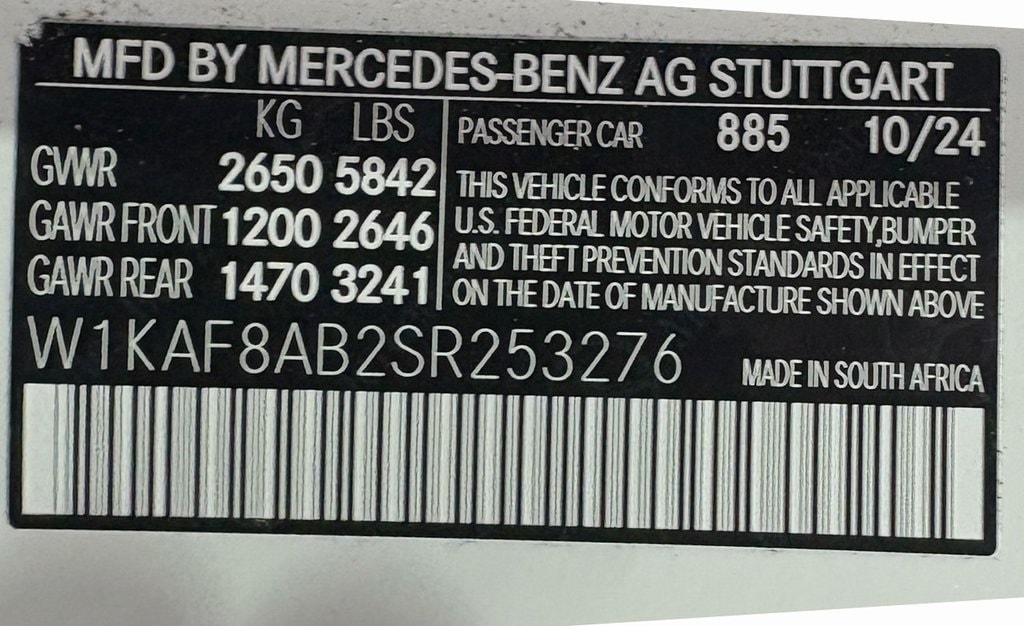 MFD BY MERCEDES-BENZ AG STUTTGART
KG LBS
GVWR 2650 5842
GAWR FRONT 1200 2646
GAWR REAR 1470 3241
PASSENGER CAR 885 10/24
THIS VEHICLE CONFORMS TO ALL APPLICABLE
U.S. FEDERAL MOTOR VEHICLE SAFETY,BUMPER
AND THEFT PREVENTION STANDARDS IN EFFECT
ON THE DATE OF MANUFACTURE SHOWN ABOVE
W1KAF8AB2SR253276
MADE IN SOUTH AFRICA